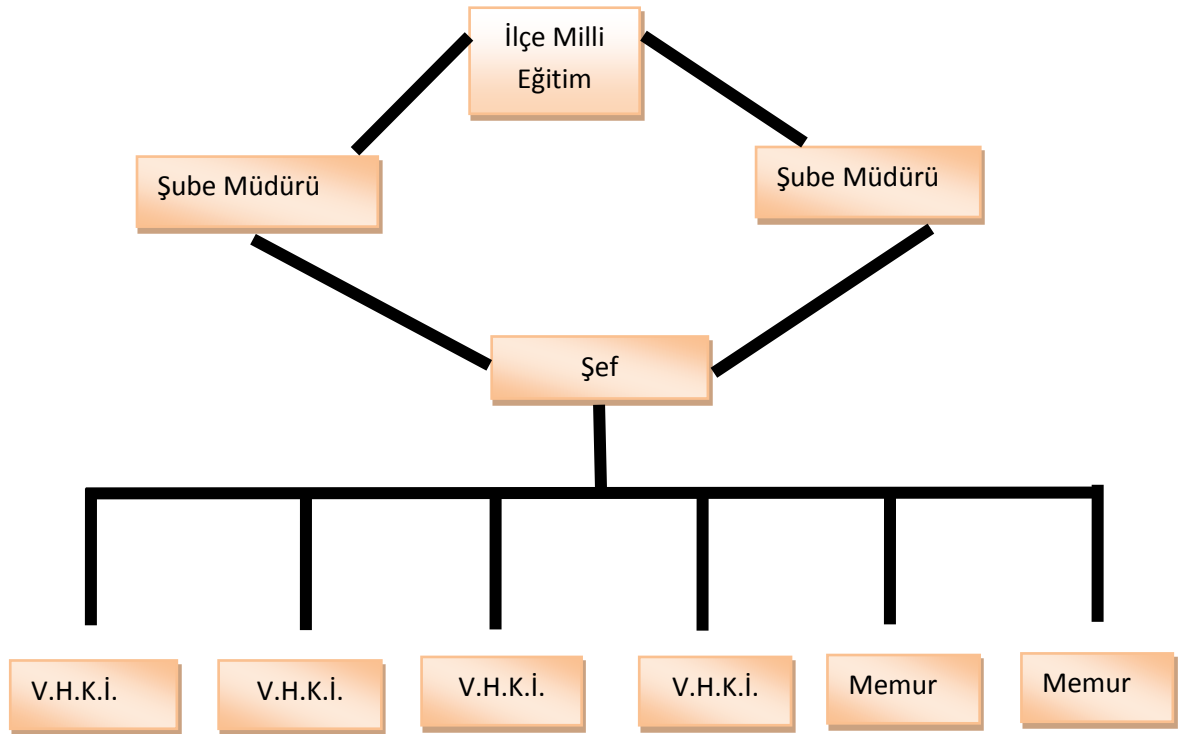 İlçe Milli
Eğitim
Şube Müdürü
Şube Müdürü
Şef
V.H.K.İ.
V.H.K.İ.
V.H.K.İ.
V.H.K.İ.
Memur
Memur